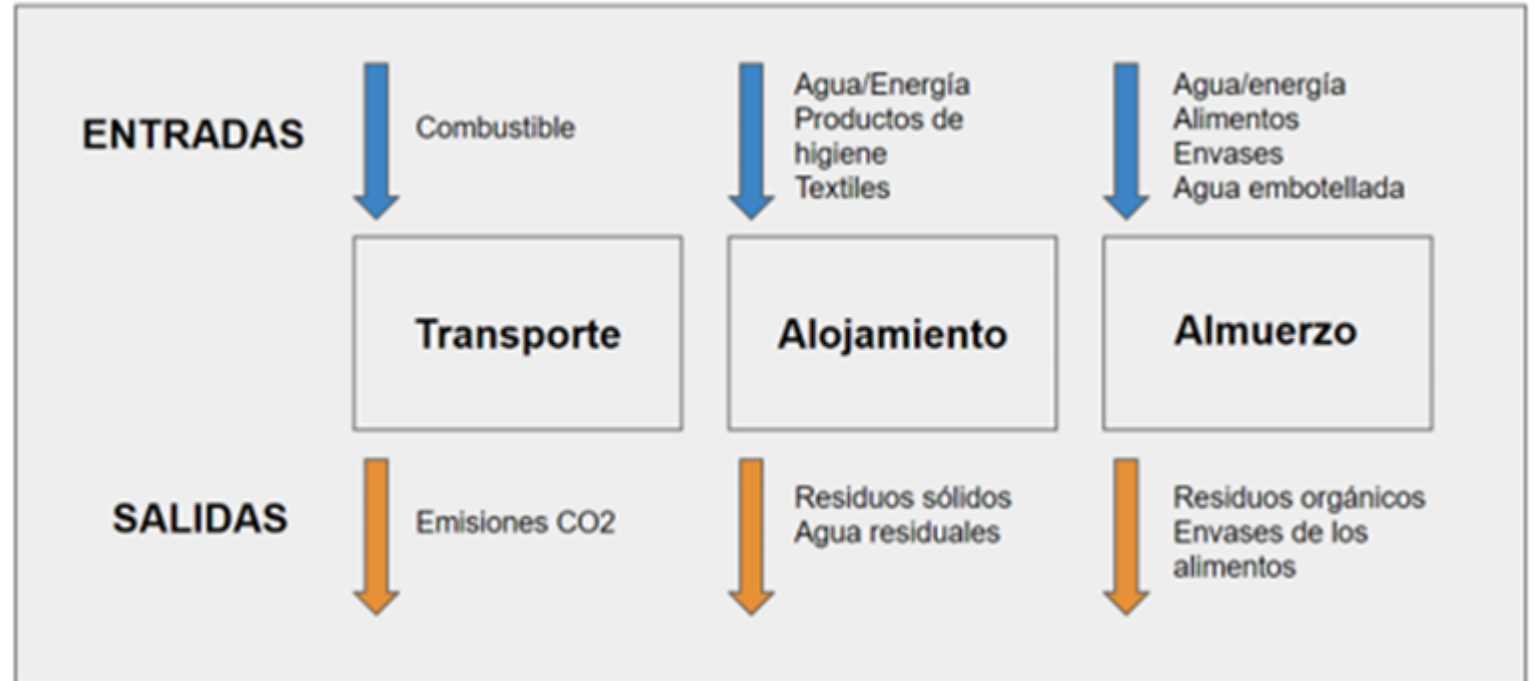 ENTRADAS
Combustible
Agua/Energía
Productos de
higiene
Textiles
Agua/energía
Alimentos
Envases
Agua embotellada
Transporte
Alojamiento
Almuerzo
SALIDAS
Emisiones CO2
Residuos sólidos
Agua residuales
Residuos orgánicos
Envases de los
alimentos